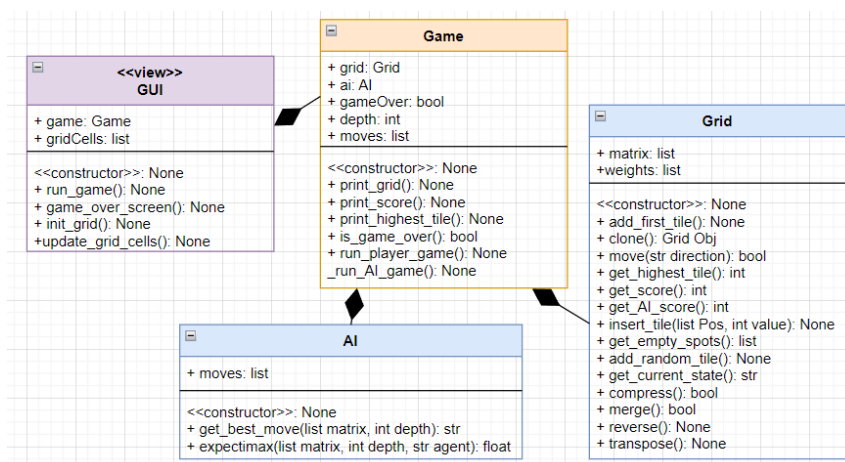 <<view>>
GUI
+ game: Game
+ gridCells: list
<<constructor>>: None
+ run_game(): None
+ game_over_screen(): None
+ init_grid(): None
+update_grid_cells(): None
Game
+ grid: Grid
+ ai: AI
+ gameOver: bool
+ depth: int
+ moves: list
<<constructor>>: None
+ print_grid(): None
+ print_score(): None
+ print_highest_tile(): None
+ is_game_over(): bool
+ run_player_game(): None
_run_AI_game(): None
Grid
+ matrix: list
+weights: list
<<constructor>>: None
+ add_first_tile(): None
+ clone(): Grid Obj
+ move(str direction): bool
+ get_highest_tile(): int
+ get_score(): int
+ get_AI_score(): int
+ insert_tile(list Pos, int value): None
+ get_empty_spots(): list
+ add_random_tile(): None
+ get_current_state(): str
+ compress(): bool
+ merge(): bool
+ reverse(): None
+ transpose(): None
AI
+ moves: list
<<constructor>>: None
+ get_best_move(list matrix, int depth): str
+ expectimax(list matrix, int depth, str agent): float